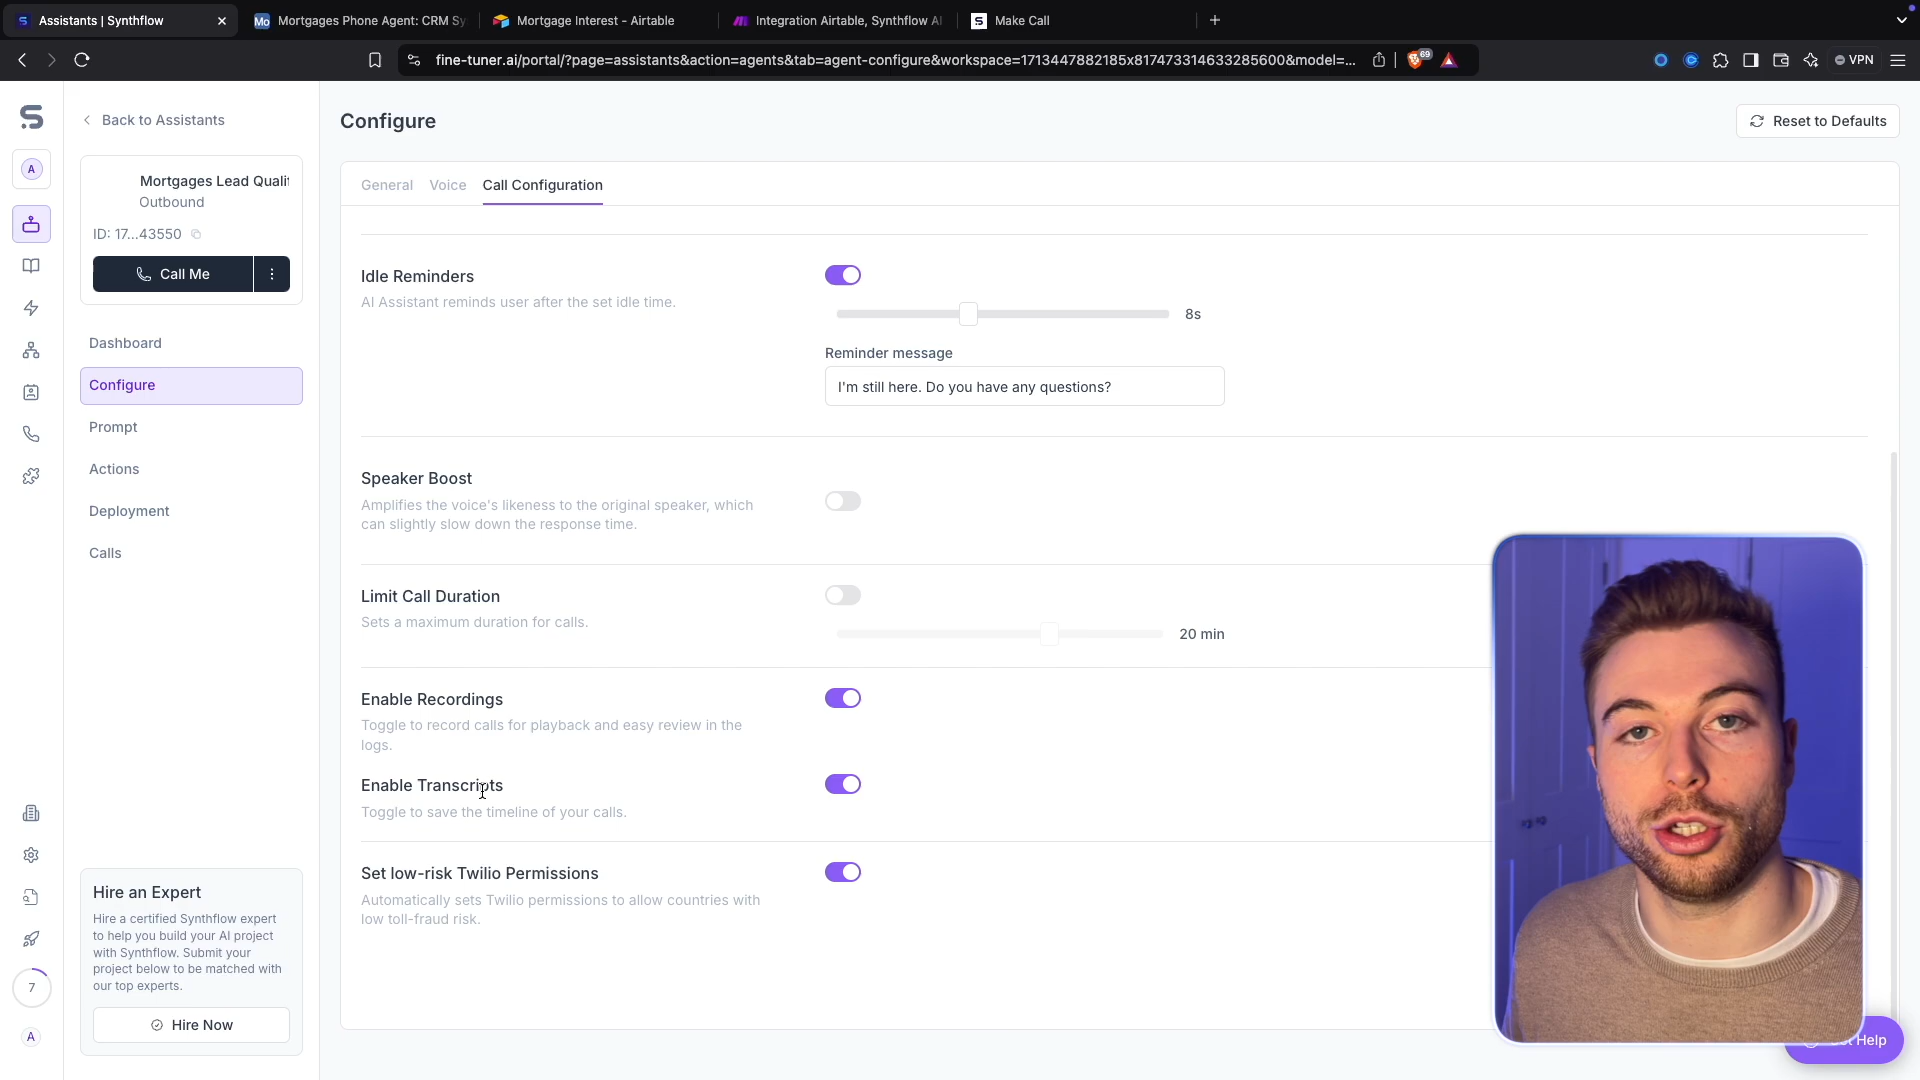 Assistants | Synthflow
Mo Mortgages Phone Agent: CRM Sy
Mortgage Interest - Airtable
Integration Airtable, Synthflow AI
Make Call
fine-tuner.ai/portal/?page=assistants&action=agents&tab=agent-configure&workspace=1713447882185x817473314633285600&model=...
69
VPN
A
Back to Assistants
Mortgages Lead Qualif
Outbound
ID: 17...43550
Call Me
Dashboard
Configure
Prompt
Actions
Deployment
Calls
Hire an Expert
Hire a certified Synthflow expert
to help you build your AI project
with Synthflow. Submit your
project below to be matched with
our top experts.
Hire Now
7
A
Configure
Reset to Defaults
General
Voice
Call Configuration
Idle Reminders
AI Assistant reminds user after the set idle time.
8s
Reminder message
I'm still here. Do you have any questions?
Speaker Boost
Amplifies the voice's likeness to the original speaker, which
can slightly slow down the response time.
Limit Call Duration
Sets a maximum duration for calls.
20 min
Enable Recordings
Toggle to record calls for playback and easy review in the
logs.
Enable Transcripts
Toggle to save the timeline of your calls.
Set low-risk Twilio Permissions
Automatically sets Twilio permissions to allow countries with
low toll-fraud risk.
Help